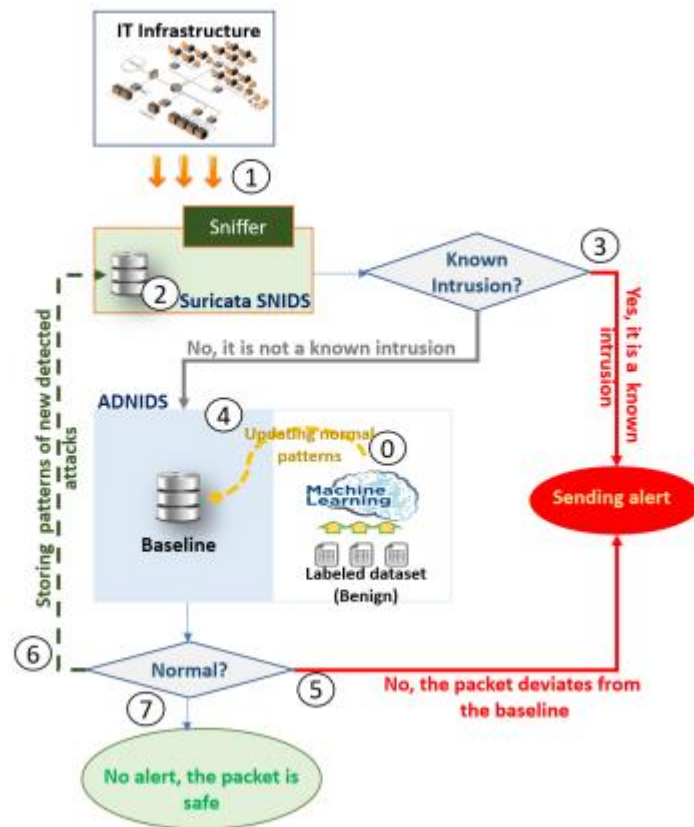 IT Infrastructure
1
Sniffer
2
Suricata SNIDS
Known
Intrusion?
3
Yes, it is a known
intrusion
No, it is not a known intrusion
ADNIDS
4
Updating normal
patterns
0
Machine
Learning
Baseline
Labeled dataset
(Benign)
Sending alert
Storing patterns of new detected
attacks
6
Normal?
5
No, the packet deviates from
the baseline
7
No alert, the packet is
safe